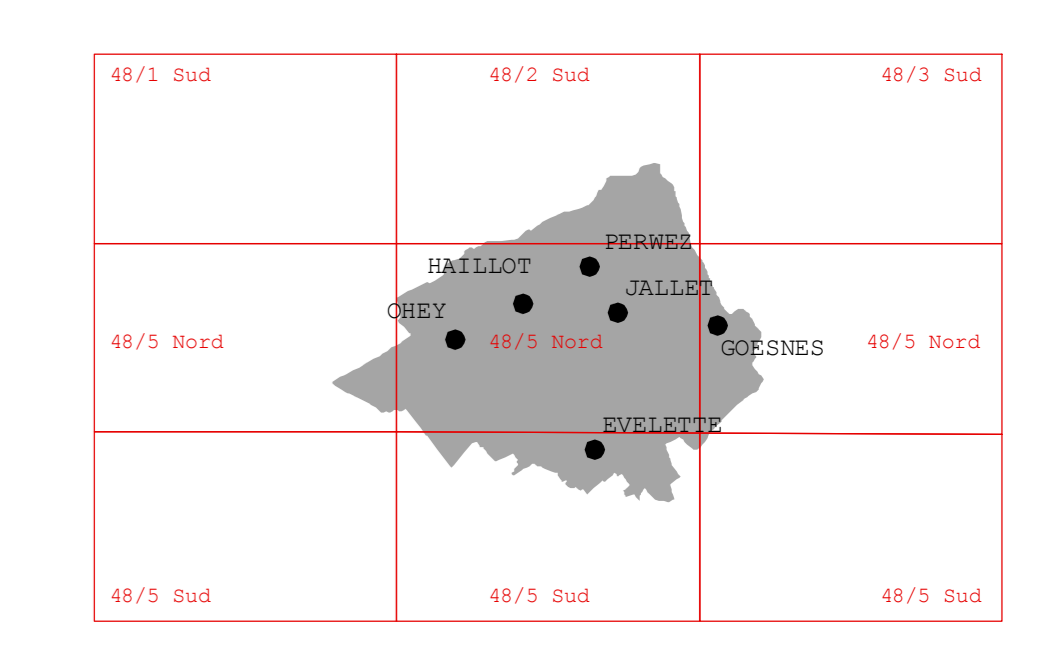 48/1 Sud
48/2 Sud
48/3 Sud
PERWEZ
HAILLOT
JALLET
OHEY
48/5 Nord
48/5 Nord
48/5 Nord
GOESNES
EVELETTE
48/5 Sud
48/5 Sud
48/5 Sud